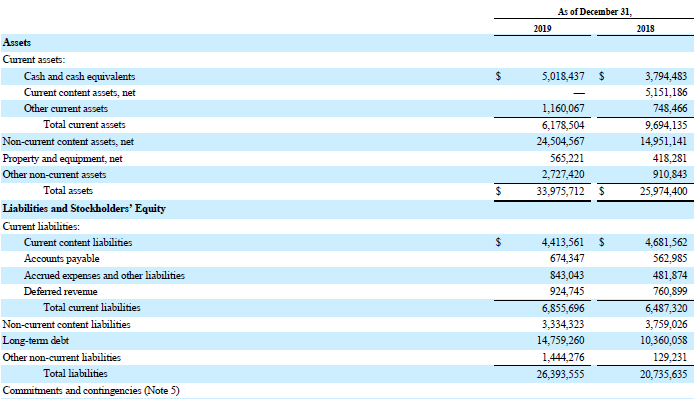 As of December 31,
2019 2018
Assets
Current assets:
Cash and cash equivalents $ 5,018,437 $ 3,794,483
Current content assets, net — 5,151,186
Other current assets 1,160,067 748,466
Total current assets 6,178,504 9,694,135
Non-current content assets, net 24,504,567 14,951,141
Property and equipment, net 565,221 418,281
Other non-current assets 2,727,420 910,843
Total assets $ 33,975,712 $ 25,974,400
Liabilities and Stockholders' Equity
Current liabilities:
Current content liabilities $ 4,413,561 $ 4,681,562
Accounts payable 674,347 562,985
Accrued expenses and other liabilities 843,043 481,874
Deferred revenue 924,745 760,899
Total current liabilities 6,855,696 6,487,320
Non-current content liabilities 3,334,323 3,759,026
Long-term debt 14,759,260 10,360,058
Other non-current liabilities 1,444,276 129,231
Total liabilities 26,393,555 20,735,635
Commitments and contingencies (Note 5)